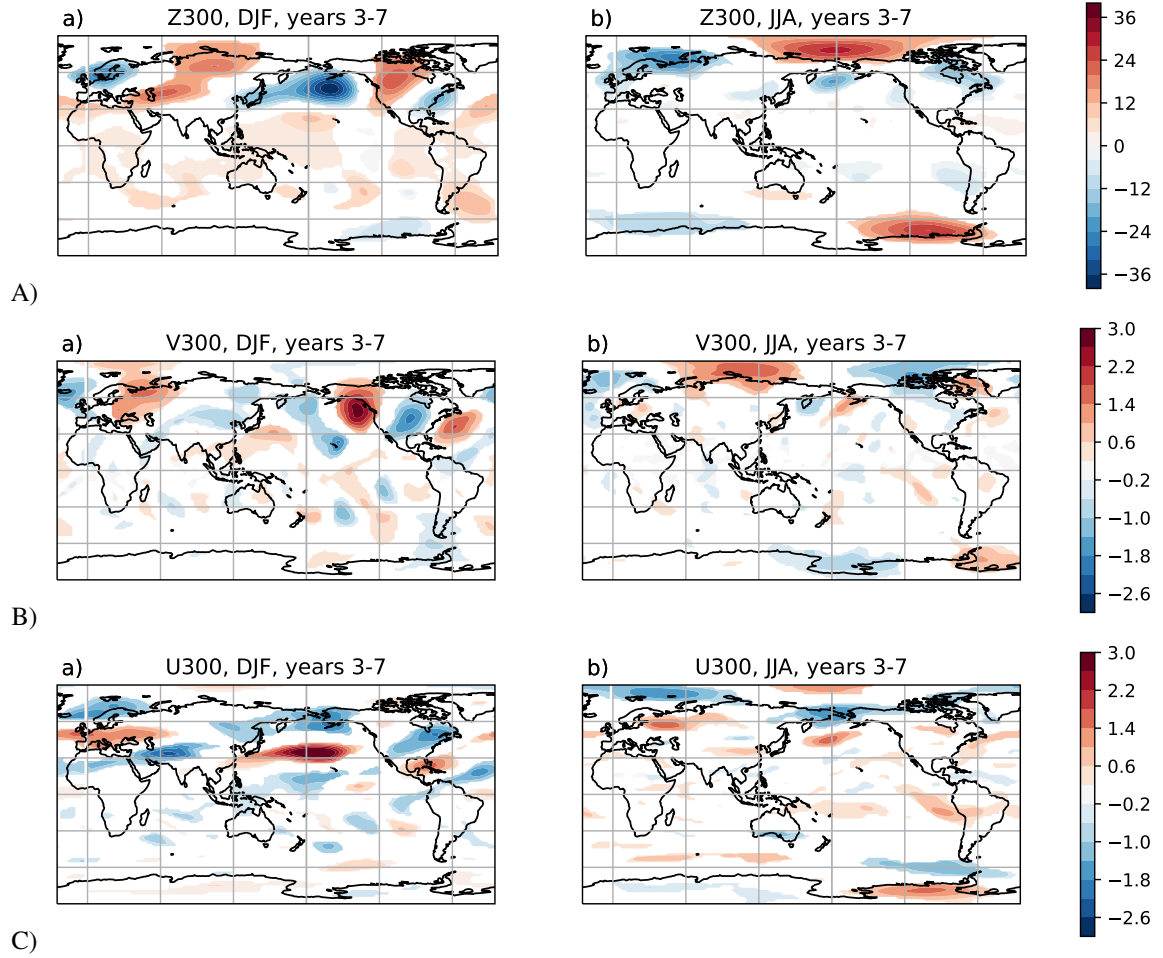 a) Z300, DJF, years 3-7
b) Z300, JJA, years 3-7
36
24
12
0
−12
−24
−36
A)
a) V300, DJF, years 3-7
b) V300, JJA, years 3-7
3.0
2.2
1.4
0.6
−0.2
−1.0
−1.8
−2.6
B)
a) U300, DJF, years 3-7
b) U300, JJA, years 3-7
3.0
2.2
1.4
0.6
−0.2
−1.0
−1.8
−2.6
C)